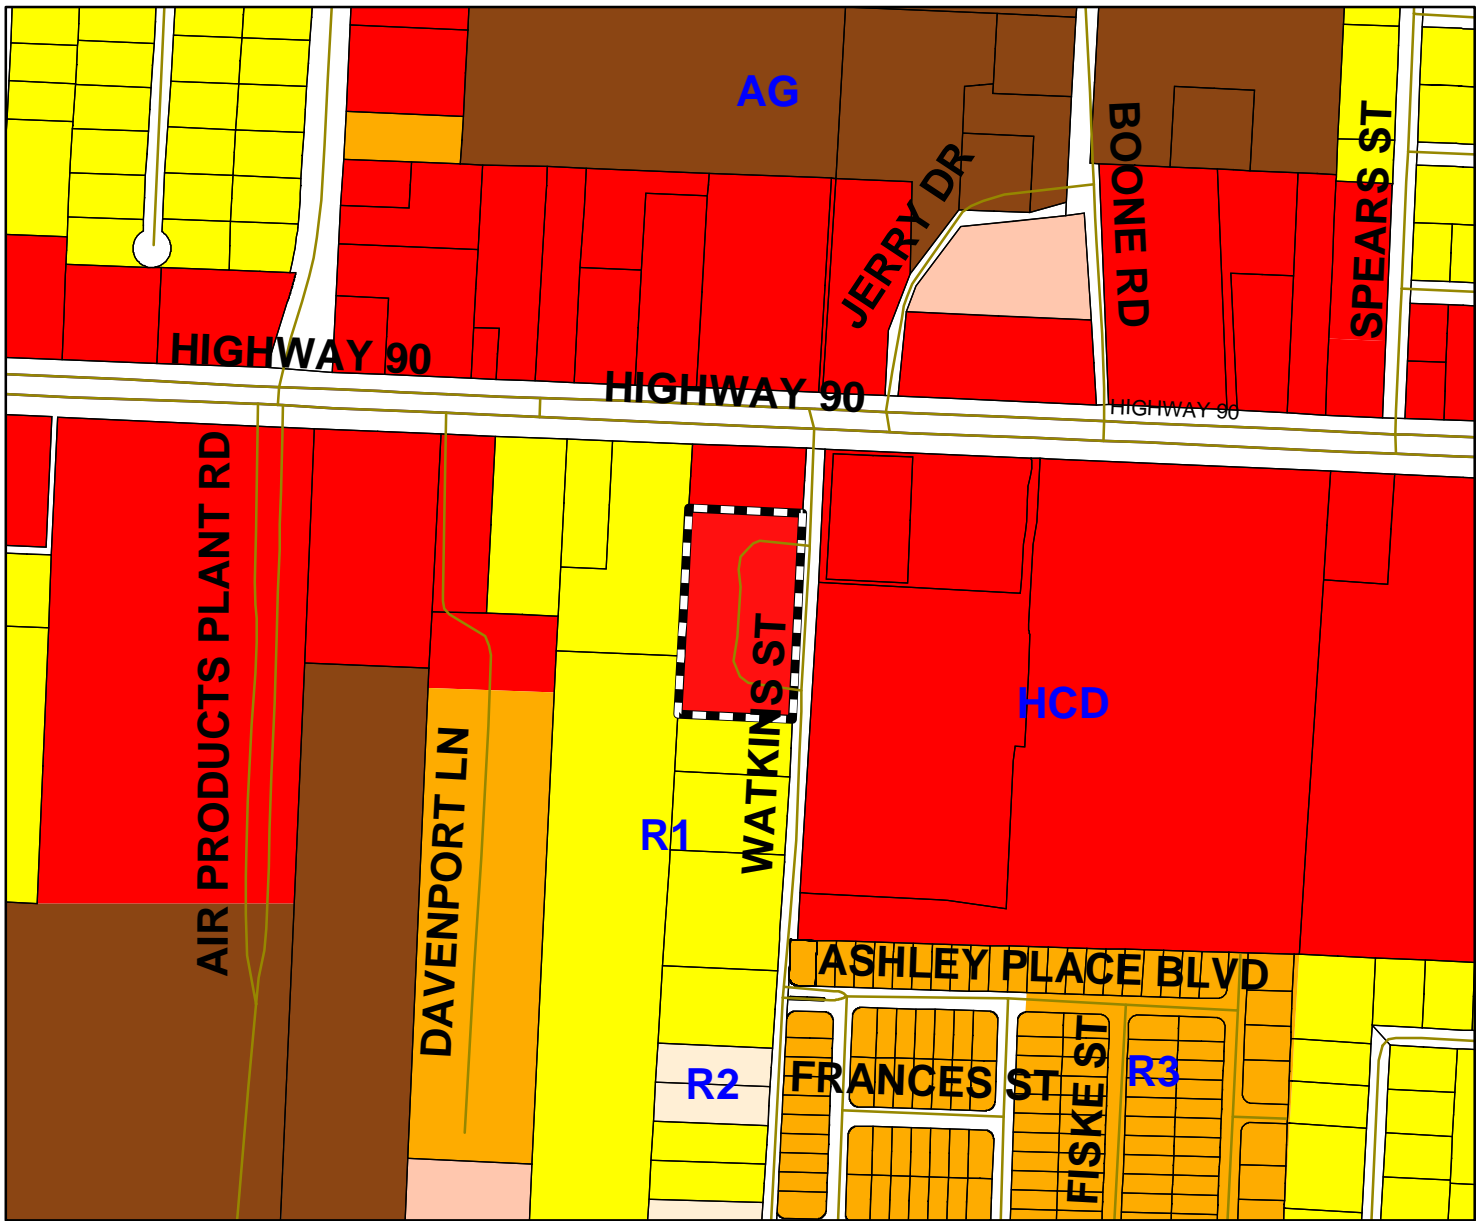 AG
BOONE RD
SPEARS ST
JERRY DR
HIGHWAY 90
HIGHWAY 90
HIGHWAY 90
AIR PRODUCTS PLANT RD
WATKINS ST
HCD
DAVENPORT LN
R1
ASHLEY PLACE BLVD
R2
FRANCES ST
FISKE ST
R3